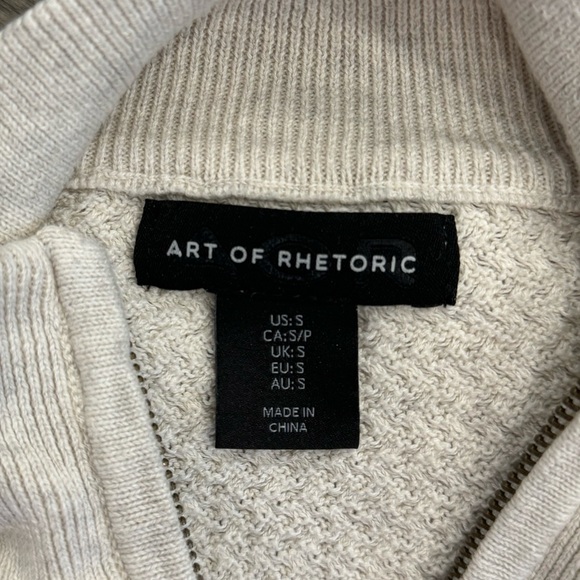 ART OF RHETORIC
US: S
CA: S/P
UK: S
EU: S
AU: S
MADE IN
CHINA